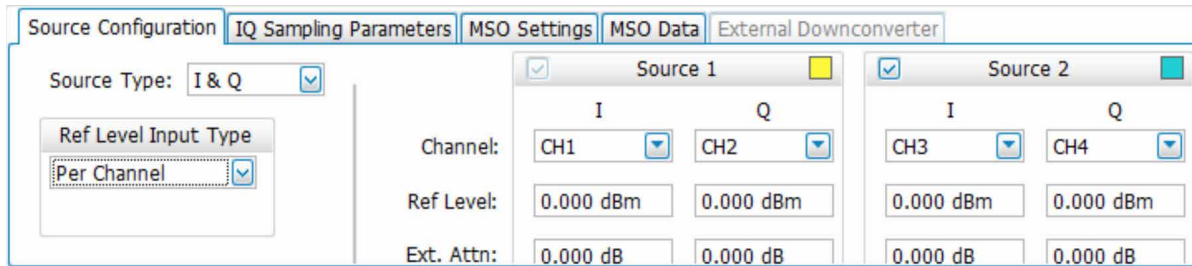 Source Configuration IQ Sampling Parameters MSO Settings MSO Data External Downconverter
Source Type: I & Q
Source 1 Source 2
I Q I Q
Ref Level Input Type
Channel: CH1 CH2 CH3 CH4
Per Channel
Ref Level: 0.000 dBm 0.000 dBm 0.000 dBm 0.000 dBm
Ext. Attn: 0.000 dB 0.000 dB 0.000 dB 0.000 dB